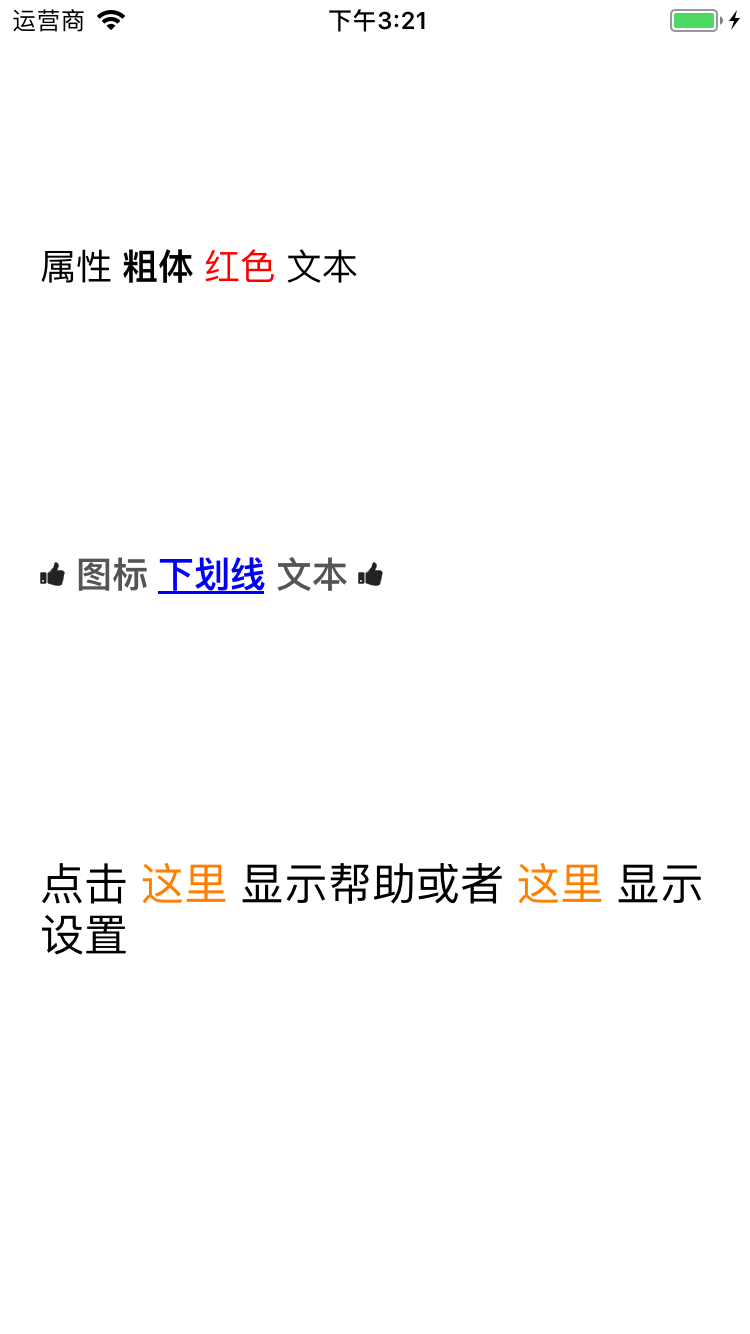 运营商 下午3:21
属性 粗体 红色 文本
图标 下划线 文本
点击 这里 显示帮助或者 这里 显示
设置